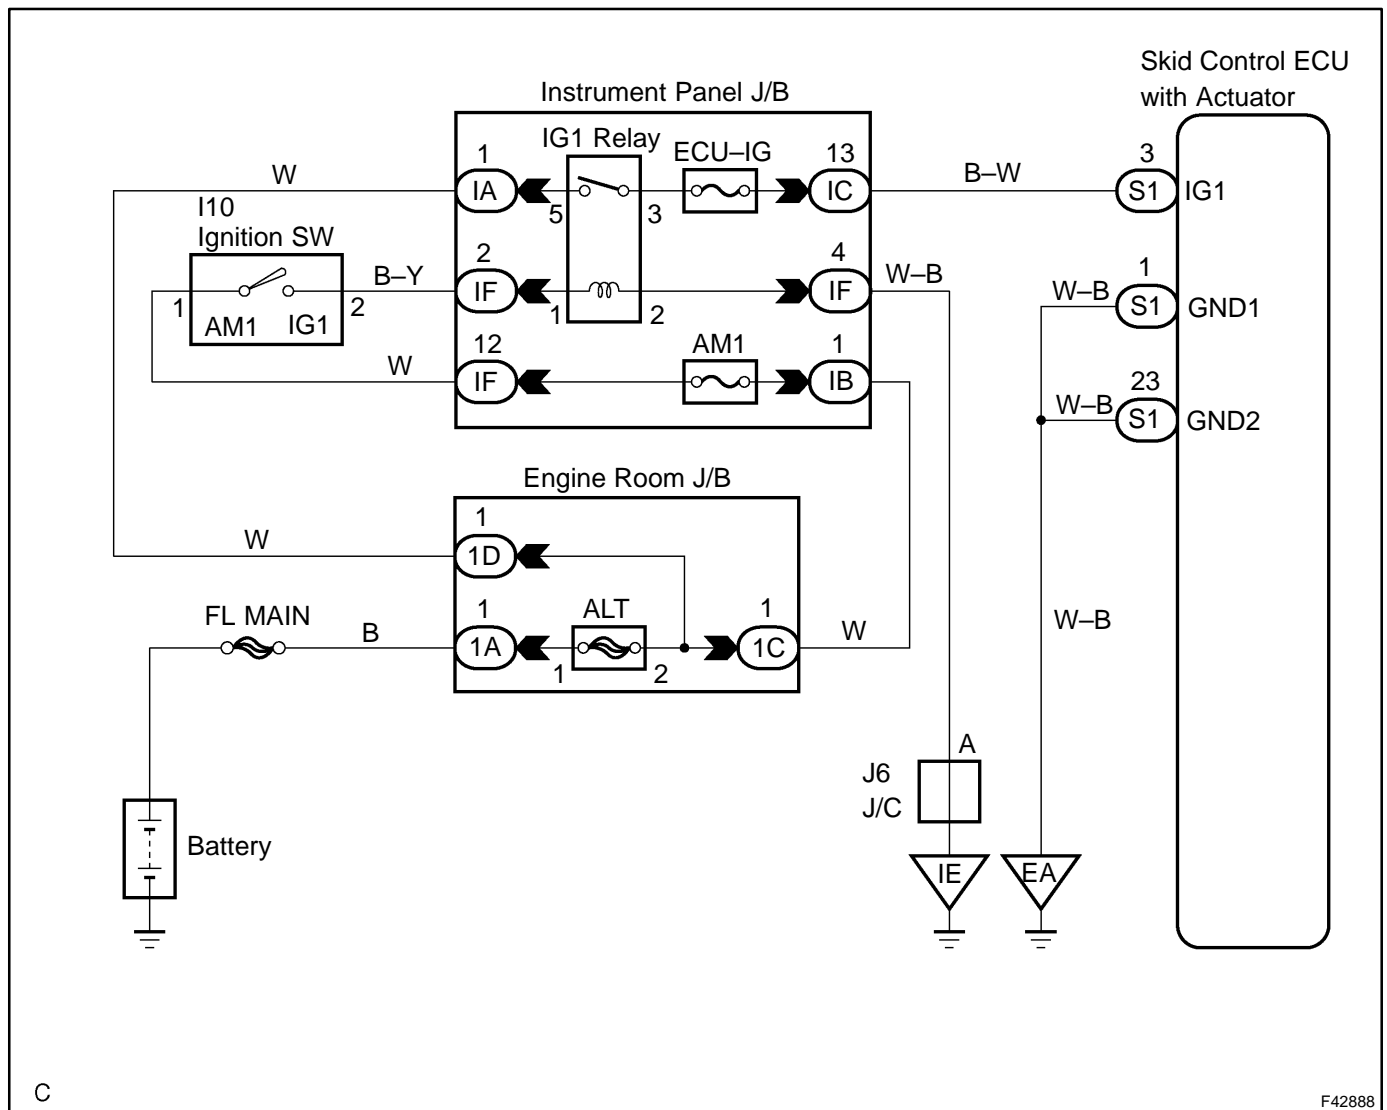 Skid Control ECU
with Actuator
Instrument Panel J/B
IG1 Relay
ECU–IG
1
13
3
W
IA
5
3
IC
B–W
S1
IG1
I10
Ignition SW
2
4
1
B–Y
IF
1
2
IF
W–B
W–B
S1
GND1
1
AM1
IG1
2
12
AM1
1
W
IF
IB
23
W–B
S1
GND2
Engine Room J/B
1
W
1D
FL MAIN
B
1
ALT
1
1A
1
2
1C
W
W–B
A
J6
J/C
Battery
IE
EA
C
F42888